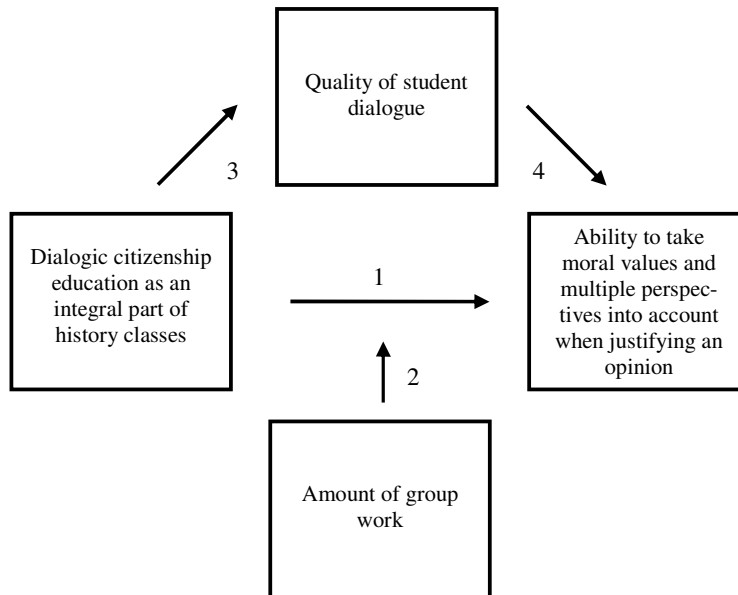 Quality of student
dialogue
3
4
Dialogic citizenship
education as an
integral part of
history classes
1
Ability to take
moral values and
multiple perspec-
tives into account
when justifying an
opinion
2
Amount of group
work